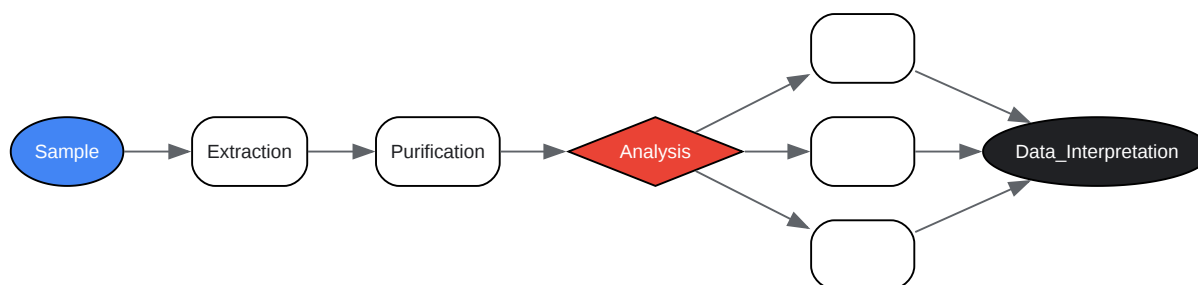 Sample
Extraction
Purification
Analysis
Data_Interpretation